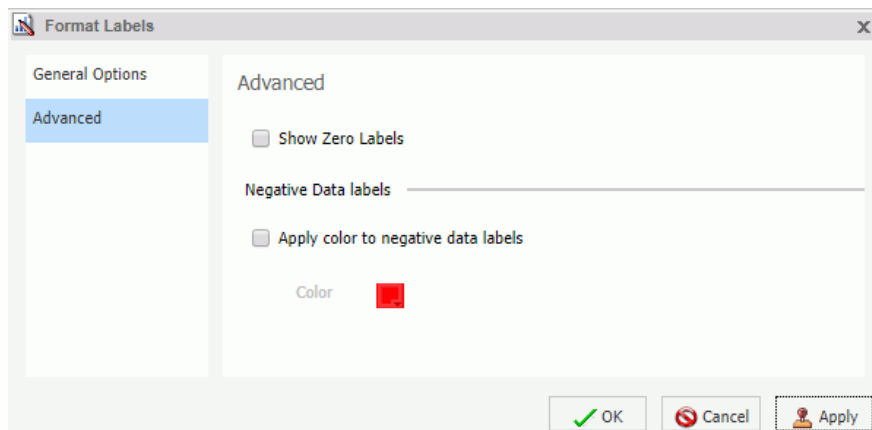 Format Labels
x
General Options
Advanced
Advanced
Show Zero Labels
Negative Data labels
Apply color to negative data labels
Color
OK
Cancel
Apply